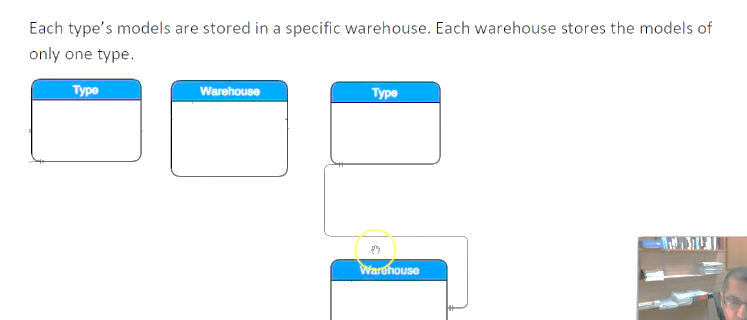 Each type's models are stored in a specific warehouse. Each warehouse stores the models of
only one type.
Type
Warehouse
Type
Warehouse